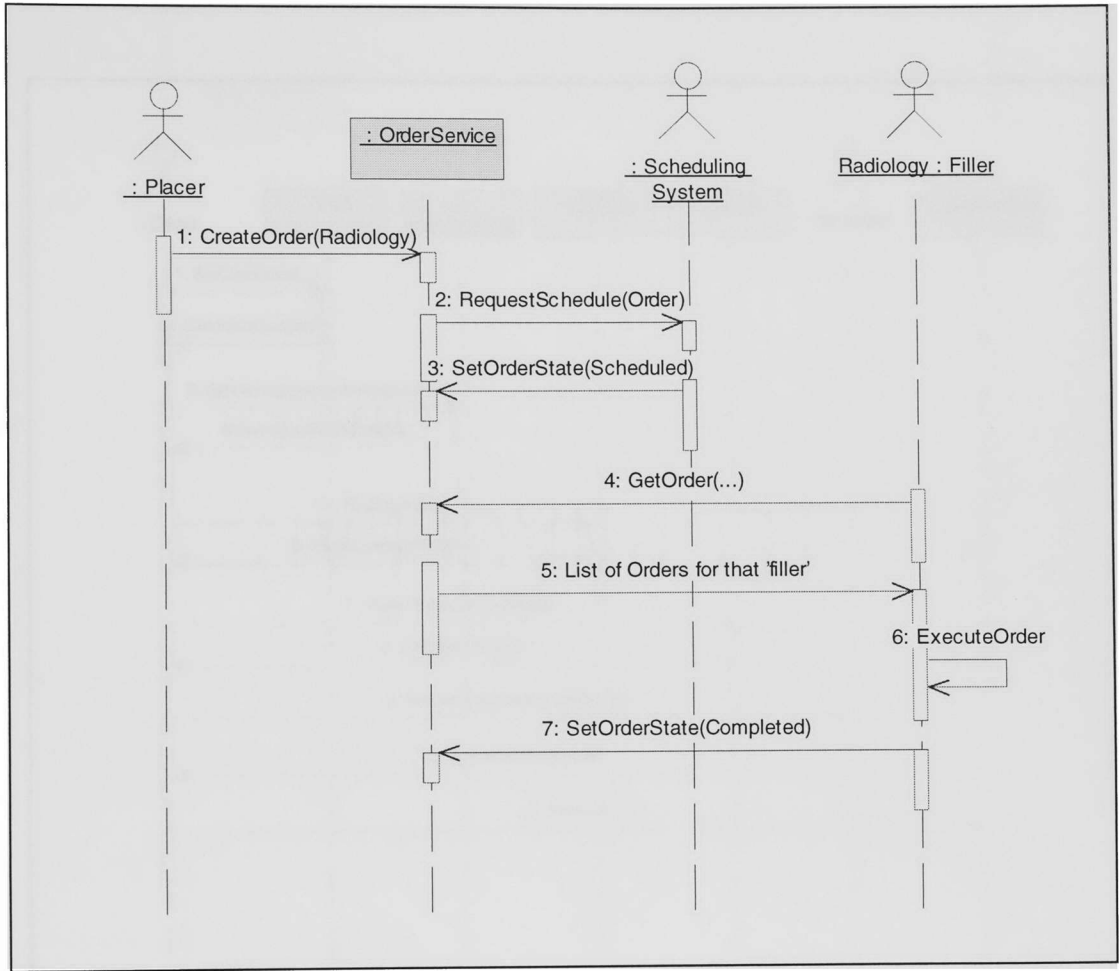 : Placer
: OrderService
: Scheduling
System
Radiology : Filler
1: CreateOrder(Radiology)
2: RequestSchedule(Order)
3: SetOrderState(Scheduled)
4: GetOrder(...)
5: List of Orders for that 'filler'
6: ExecuteOrder
7: SetOrderState(Completed)